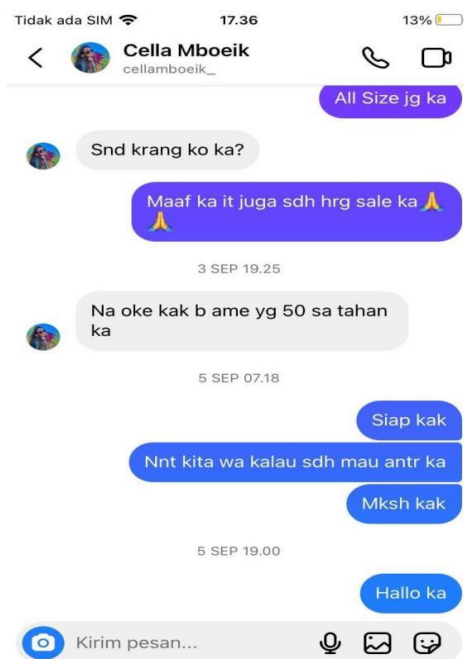 Tidak ada SIM 17.36 13%
Cella Mboeik
cellamboeik_
All Size jg ka
Snd krang ko ka?
Maaf ka it juga sdh hrg sale ka🙏
🙏
3 SEP 19.25
Na oke kak b ame yg 50 sa tahan
ka
5 SEP 07.18
Siap kak
Nnt kita wa kalau sdh mau antr ka
Mksh kak
5 SEP 19.00
Hallo ka
Kirim pesan...